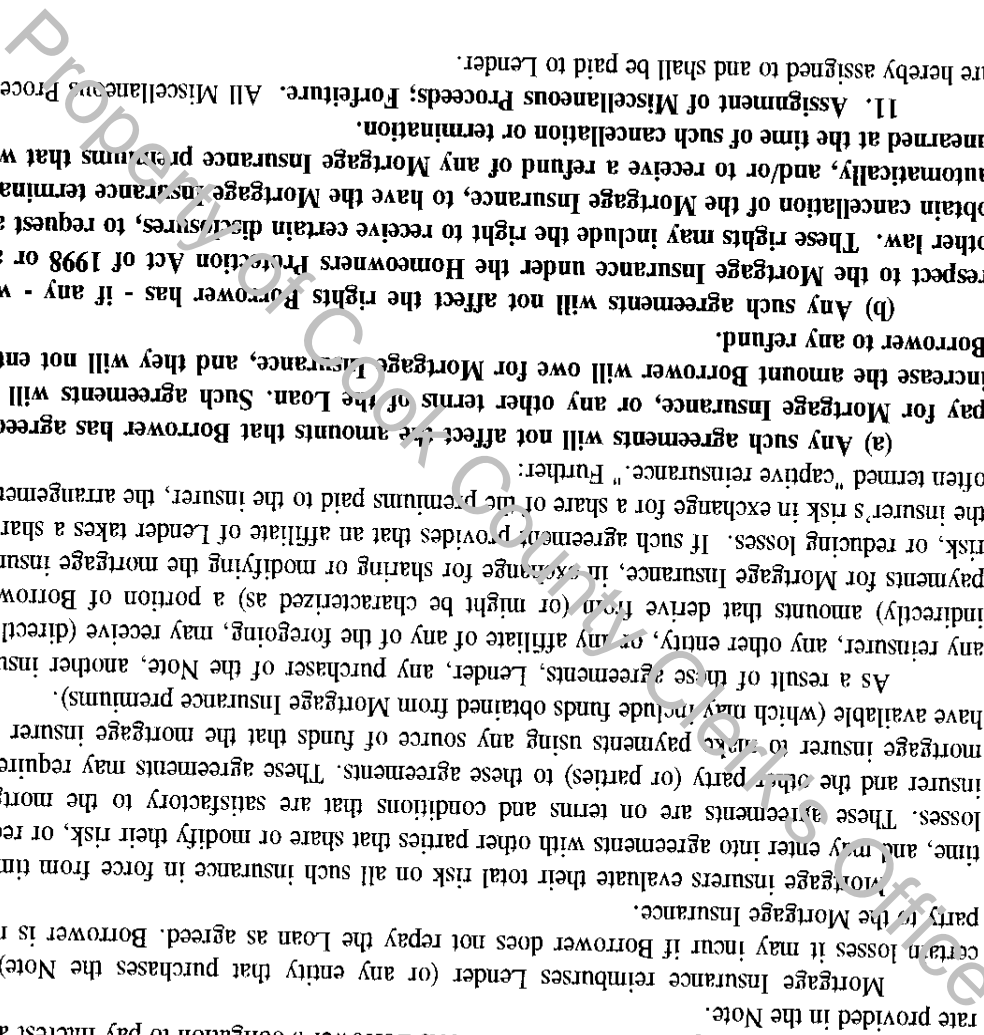 rate provided in the Note.
Mortgage Insurance reimburses Lender (or any entity that purchases the Note)
certain losses it may incur if Borrower does not repay the Loan as agreed. Borrower is
party to the Mortgage Insurance.
Mortgage insurers evaluate their total risk on all such insurance in force from
time, and may enter into agreements with other parties that share or modify their risk, or
losses. These agreements are on terms and conditions that are satisfactory to the
insurer and the other party (or parties) to these agreements. These agreements may require
mortgage insurer to make payments using any source of funds that the mortgage insurer
have available (which may include funds obtained from Mortgage Insurance premiums).
As a result of these agreements, Lender, any purchaser of the Note, another
any reinsurer, any other entity, or any affiliate of any of the foregoing, may receive
indirectly) amounts that derive from (or might be characterized as) a portion of
payments for Mortgage Insurance, in exchange for sharing or modifying the mortgage
risk, or reducing losses. If such agreement provides that an affiliate of Lender takes a
the insurer's risk in exchange for a share of the premiums paid to the insurer, the
often termed "captive reinsurance." Further:
(a) Any such agreements will not affect the amounts that Borrower has agreed
pay for Mortgage Insurance, or any other terms of the Loan. Such agreements will
increase the amount Borrower will owe for Mortgage Insurance, and they will not
Borrower to any refund.
(b) Any such agreements will not affect the rights Borrower has - if any -
respect to the Mortgage Insurance under the Homeowners Protection Act of 1998 or
other law. These rights may include the right to receive certain disclosures, to request
obtain cancellation of the Mortgage Insurance, to have the Mortgage Insurance
automatically, and/or to receive a refund of any Mortgage Insurance premiums that
unearned at the time of such cancellation or termination.
11. Assignment of Miscellaneous Proceeds; Forfeiture. All Miscellaneous
are hereby assigned to and shall be paid to Lender.
Property of Cook County Clerk's Office